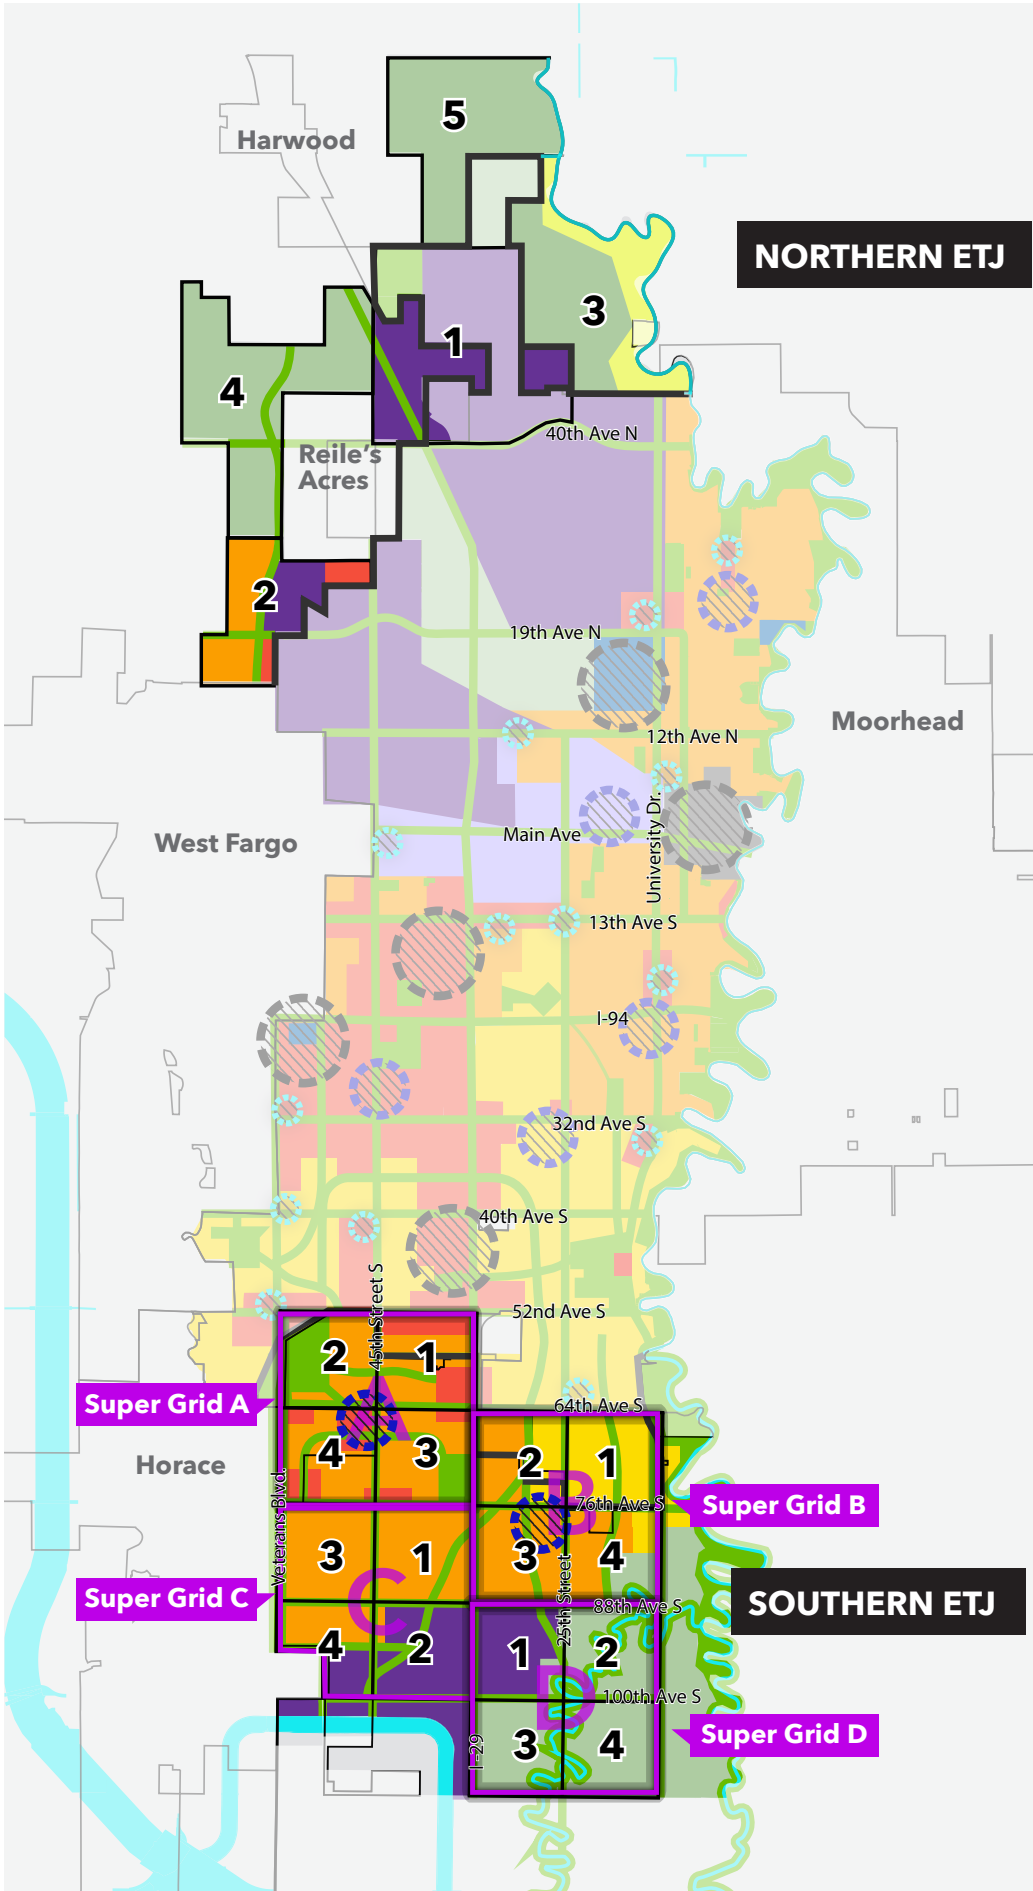 5
Harwood
NORTHERN ETJ
3
1
4
40th Ave N
Reile's
Acres
2
19th Ave N
Moorhead
12th Ave N
University Dr.
Main Ave
West Fargo
13th Ave S
I-94
32nd Ave S
40th Ave S
45th Street S
52nd Ave S
2
1
Super Grid A
A
64th Ave S
4
3
Horace
2
1
Veterans Blvd.
B
76th Ave S
Super Grid B
3
1
3
4
25th Street
C
Super Grid C
88th Ave S
SOUTHERN ETJ
4
2
1
2
D
100th Ave S
I-29
3
4
Super Grid D